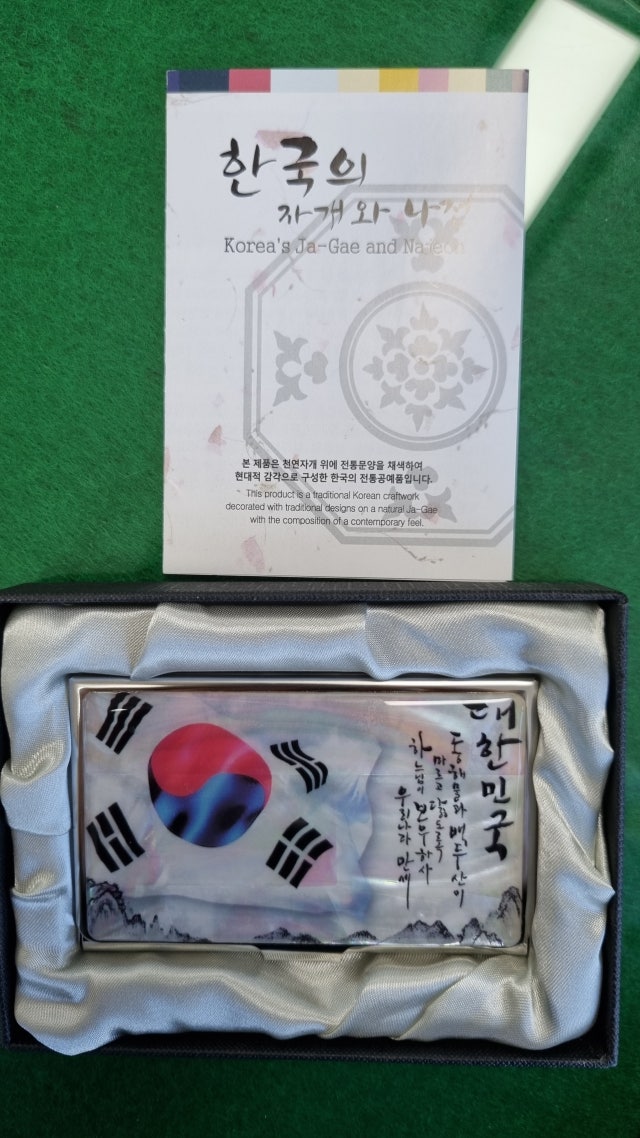 한국의
자개와
Korea's Ja-Gae and Najeon
본 제품은 천연자개 위에 전통문양을 채색하여
현대적 감각으로 구성한 한국의 전통공예품입니다.
This product is a traditional Korean craftwork
decorated with traditional designs on a natural Ja-Gae
with the composition of a contemporary feel.
대한민국
동해물과 백두산이
마르고 닳도록
하느님이 보우하사
우리나라 만세